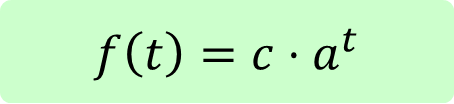 f(t) = c · a^t